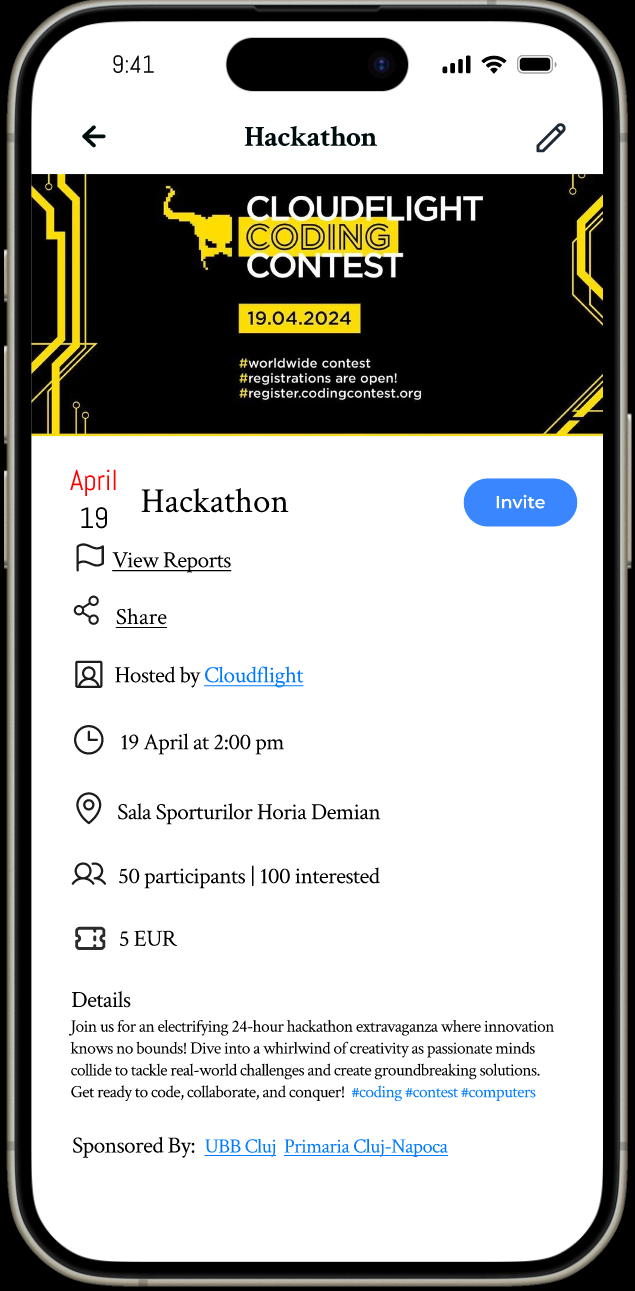 9:41
Hackathon
CLOUDFLIGHT
CODING
CONTEST
19.04.2024
#worldwide contest
#registrations are open!
#register.codingcontest.org
April
19
Hackathon
Invite
View Reports
Share
Hosted by Cloudflight
19 April at 2:00 pm
Sala Sporturilor Horia Demian
50 participants | 100 interested
5 EUR
Details
Join us for an electrifying 24-hour hackathon extravaganza where innovation
knows no bounds! Dive into a whirlwind of creativity as passionate minds
collide to tackle real-world challenges and create groundbreaking solutions.
Get ready to code, collaborate, and conquer! #coding #contest #computers
Sponsored By: UBB Cluj Primaria Cluj-Napoca